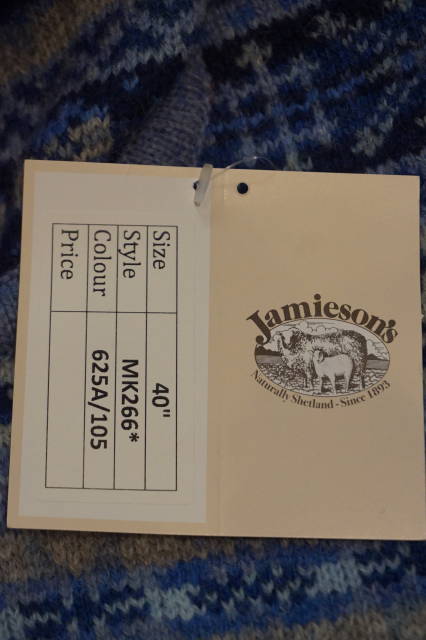 Size 40"
Style MK266*
Colour 625A/105
Price
Jamieson's
Naturally Shetland - Since 1893